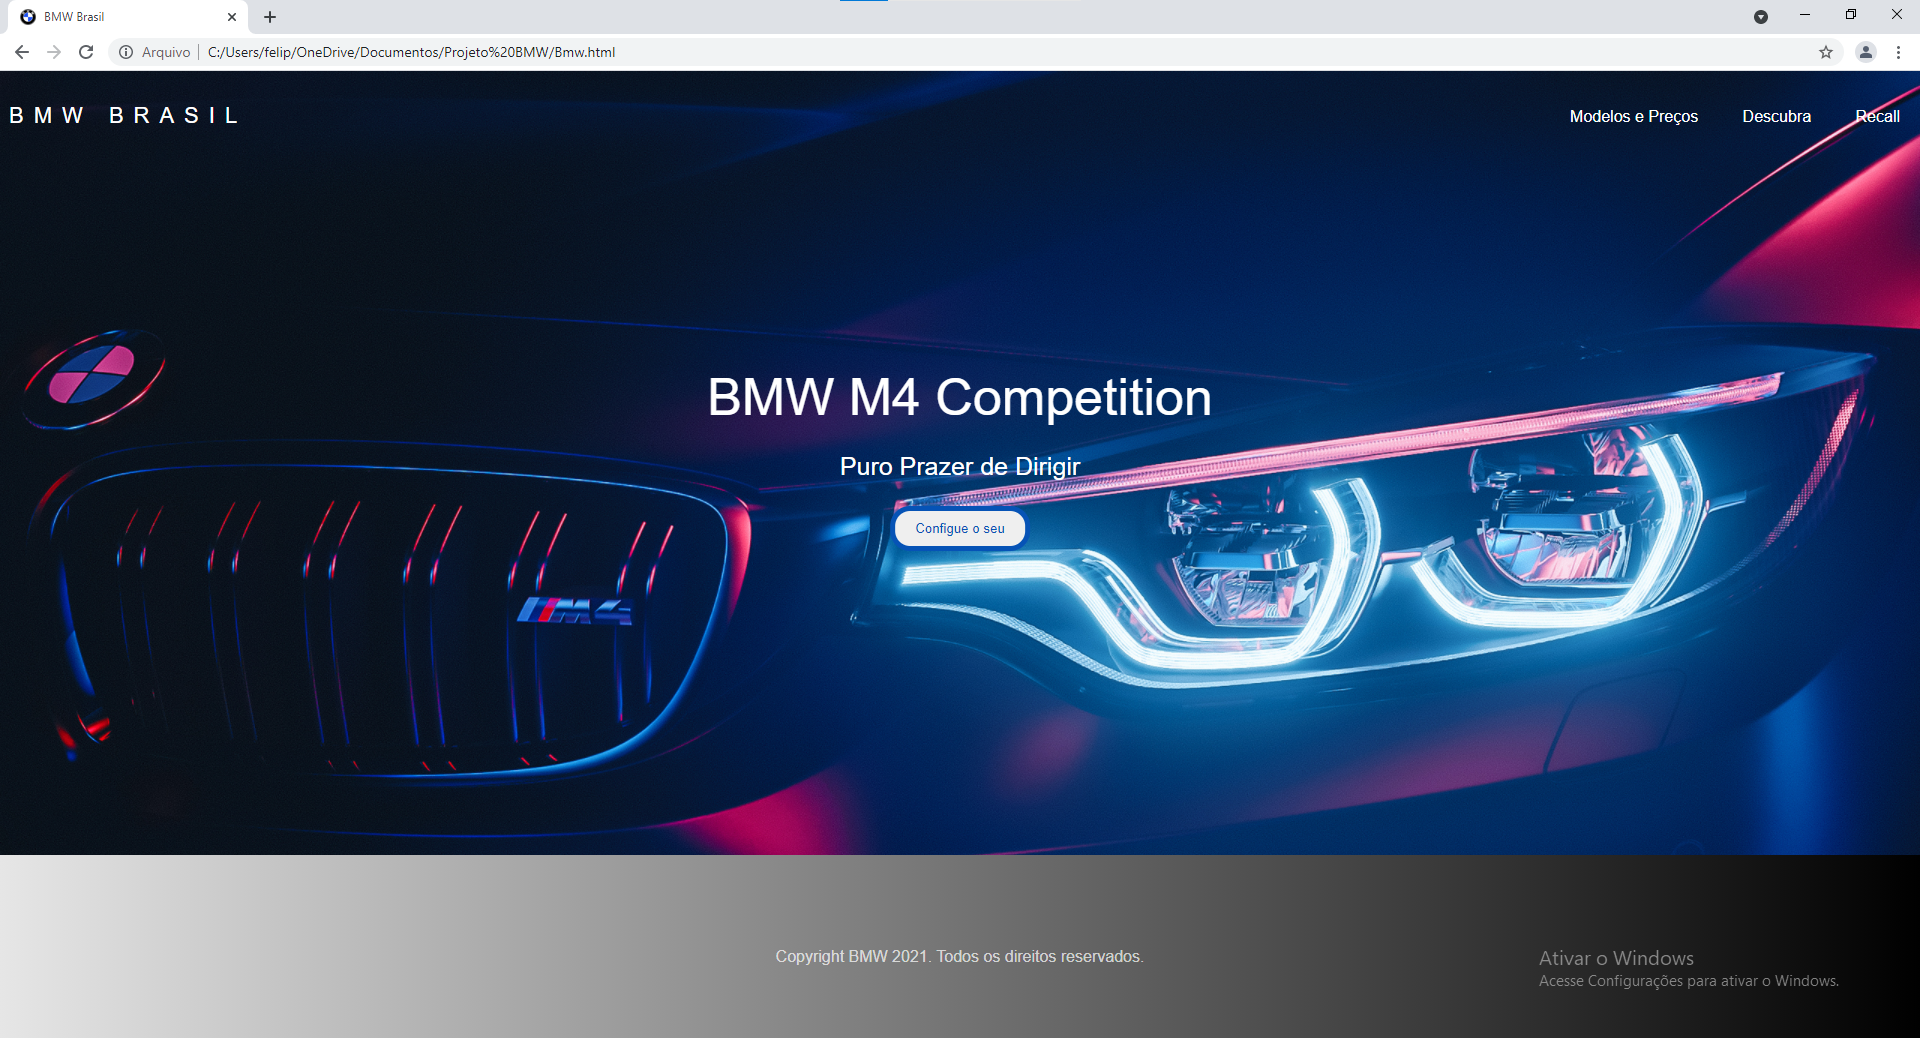 BMW Brasil
Arquivo
C:/Users/felip/OneDrive/Documentos/Projeto%20BMW/Bmw.html
BMW BRASIL
Modelos e Preços
Descubra
Recall
BMW M4 Competition
Puro Prazer de Dirigir
Configue o seu
M4
Copyright BMW 2021. Todos os direitos reservados.
Ativar o Windows
Acesse Configurações para ativar o Windows.